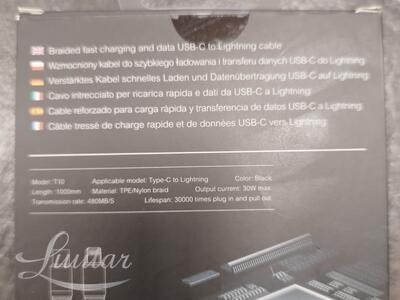 Braided fast charging and data USB-C to Lightning cable
Wzmocniony kabel do szybkiego ładowania i transferu danych USB-C do Lightning.
Verstärktes Kabel schnelles Laden und Datenübertragung USB-C auf Lightning.
Cavo intrecciato per ricarica rapida e dati da USB-C a Lightning.
Cable reforzado para carga rápida y transferencia de datos USB-C a Lightning.
Câble tressé de charge rapide et de données USB-C vers Lightning.
Model: T10 Applicable model: Type-C to Lightning Color: Black
Length: 1000mm Material: TPE/Nylon braid Output current: 30W max
Transmission rate: 480MB/S Lifespan: 30000 times plug in and pull out
Liuniar